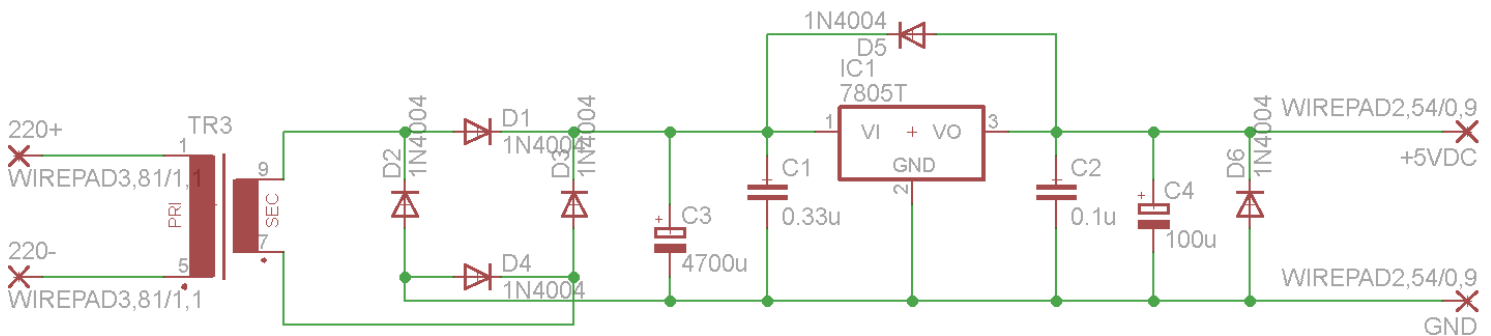 220+
WIREPAD3,81/1,1
220-
WIREPAD3,81/1,1
TR3
1
5
PRI
SEC
9
7
D2
1N4004
D1
1N4004
D3
1N4004
D4
1N4004
+
C3
4700u
C1
0.33u
1N4004
D5
IC1
7805T
1
VI
+
VO
3
GND
2
C2
0.1u
+
C4
100u
D6
1N4004
WIREPAD2,54/0,9
+5VDC
WIREPAD2,54/0,9
GND